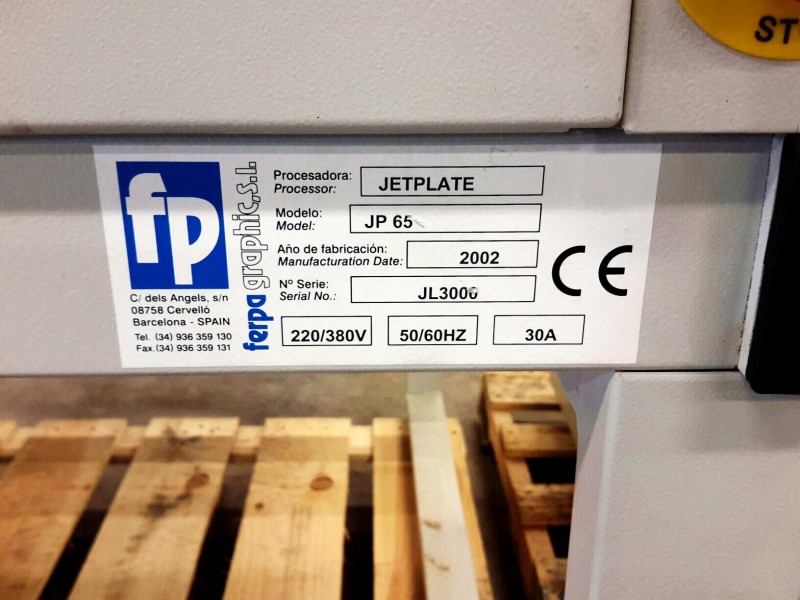 ST
fp
ferpa graphic,s.l.
C/ dels Angels, s/n
08758 Cervelló
Barcelona - SPAIN
Tel. (34) 936 359 130
Fax.(34) 936 359 131
Procesadora:
Processor:
JETPLATE
Modelo:
Model:
JP 65
Año de fabricación:
Manufacturation Date:
2002
Nº Serie:
Serial No.:
JL3000
220/380V
50/60HZ
30A
CE